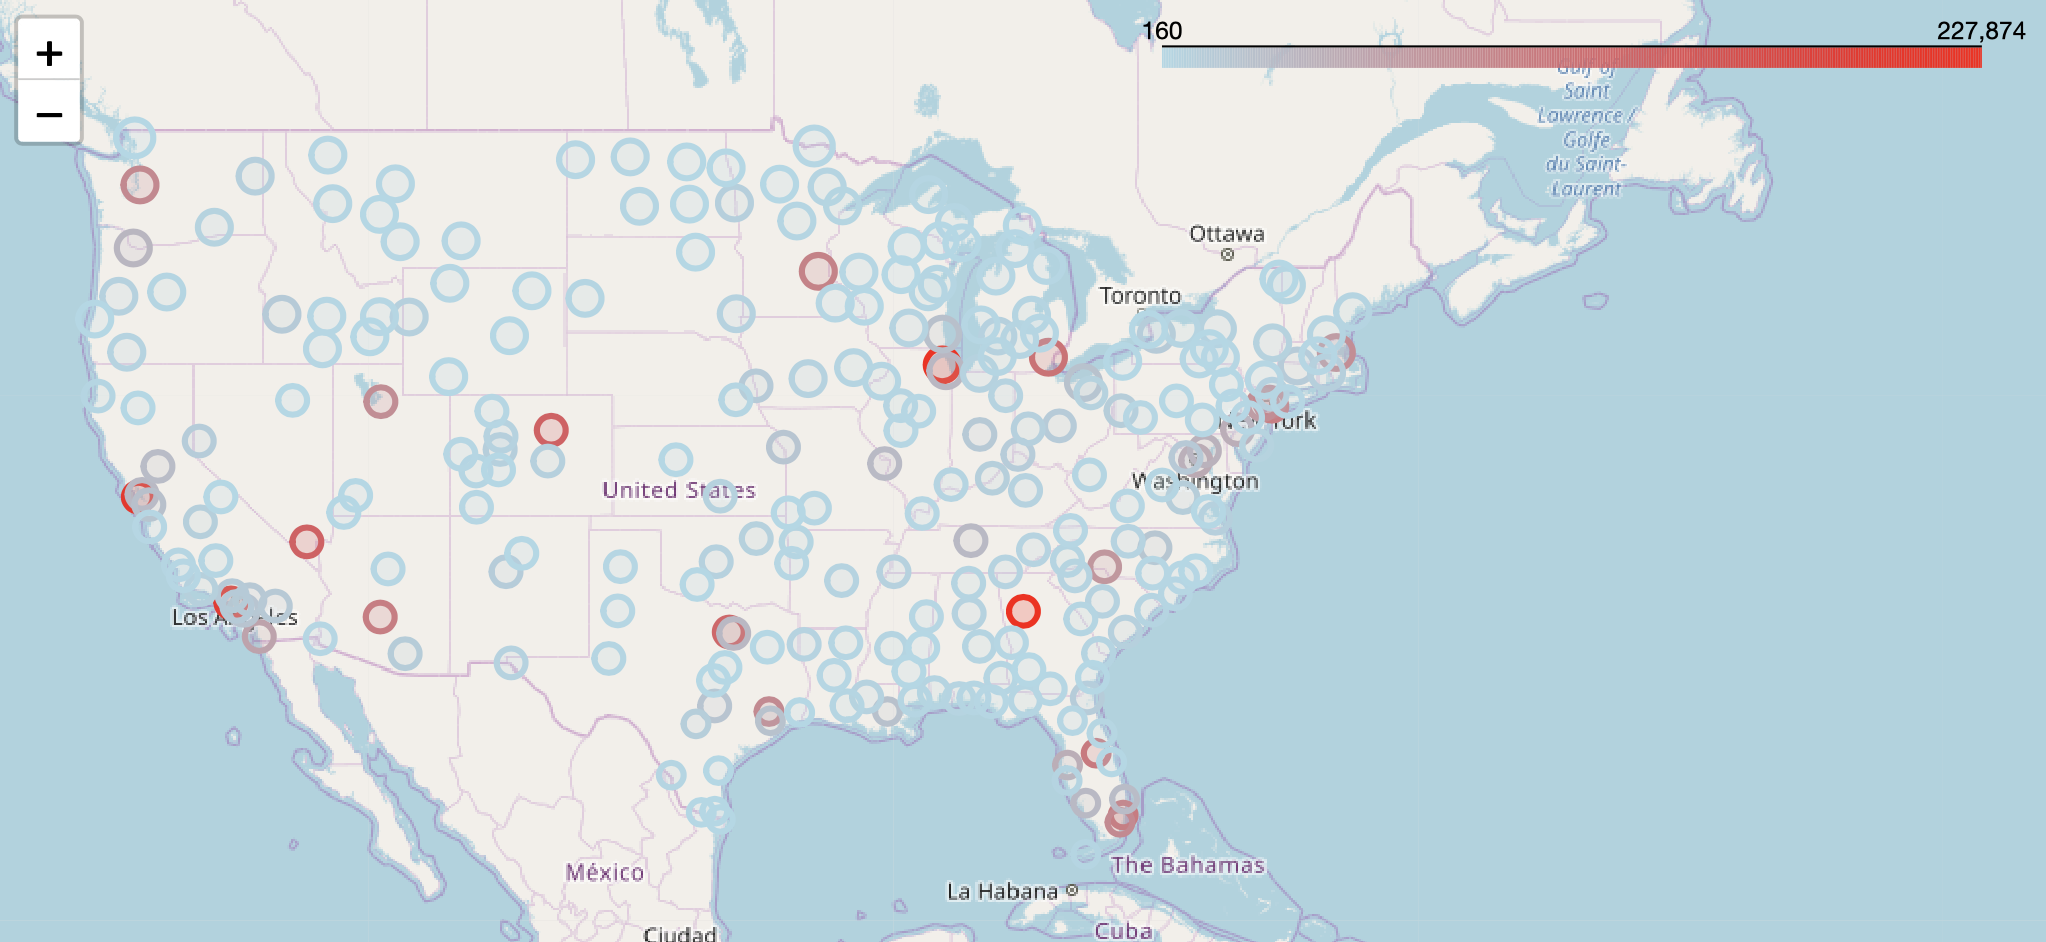 +
−
160
227,874
Gulf of
Saint
Lawrence /
Golfe
du Saint-
Laurent
Ottawa
Toronto
New York
Washington
United States
Los Angeles
México
The Bahamas
La Habana
Cuba
Ciudad